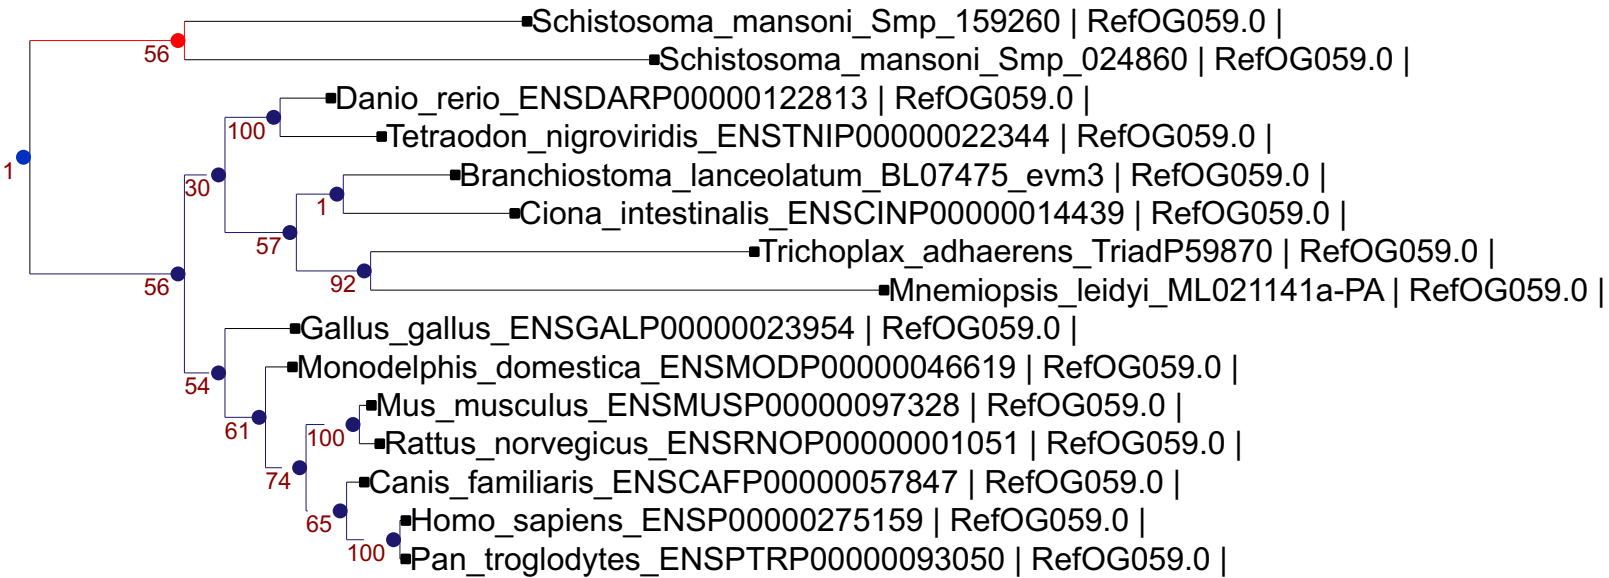 Schistosoma_mansoni_Smp_159260 | RefOG059.0 |
56
Schistosoma_mansoni_Smp_024860 | RefOG059.0 |
Danio_rerio_ENSDARP00000122813 | RefOG059.0 |
100
Tetraodon_nigroviridis_ENSTNIP00000022344 | RefOG059.0 |
1
30
Branchiostoma_lanceolatum_BL07475_evm3 | RefOG059.0 |
1
Ciona_intestinalis_ENSCINP00000014439 | RefOG059.0 |
57
Trichoplax_adhaerens_TriadP59870 | RefOG059.0 |
56
92
Mnemiopsis_leidyi_ML021141a-PA | RefOG059.0 |
Gallus_gallus_ENSGALP00000023954 | RefOG059.0 |
54
Monodelphis_domestica_ENSMODP00000046619 | RefOG059.0 |
Mus_musculus_ENSMUSP00000097328 | RefOG059.0 |
61
100
Rattus_norvegicus_ENSRNOP00000001051 | RefOG059.0 |
74
Canis_familiaris_ENSCAFP00000057847 | RefOG059.0 |
65
Homo_sapiens_ENSP00000275159 | RefOG059.0 |
100
Pan_troglodytes_ENSPTRP00000093050 | RefOG059.0 |